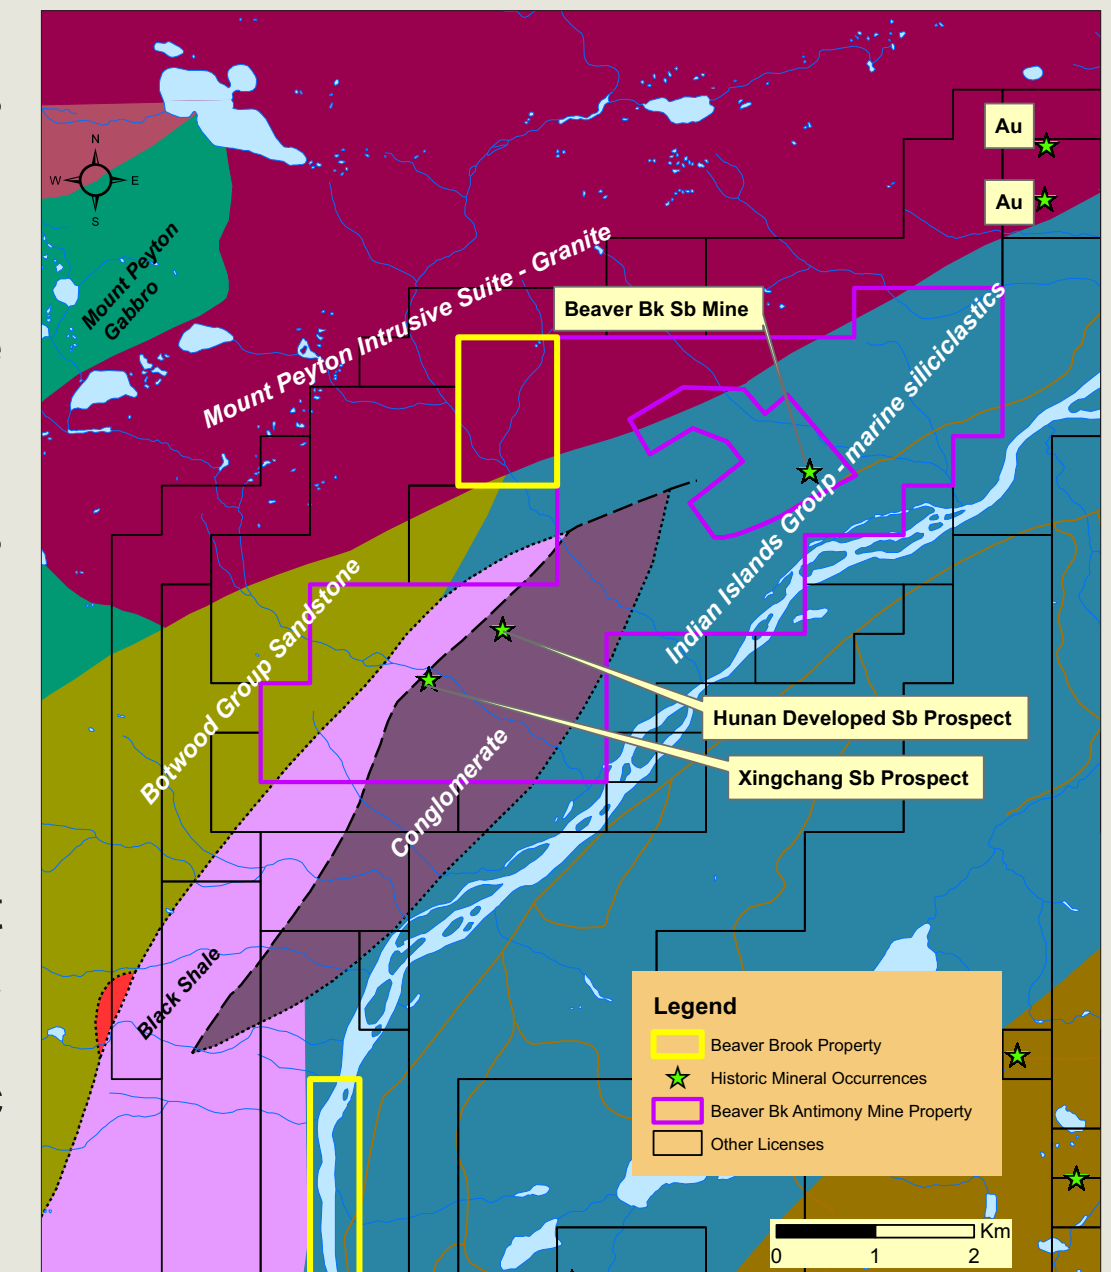 Au
N
W
E
S
Au
Mount Peyton
Gabbro
Mount Peyton Intrusive Suite - Granite
Beaver Bk Sb Mine
Indian Islands Group - marine siliciclastics
Botwood Group Sandstone
Hunan Developed Sb Prospect
Xingchang Sb Prospect
Conglomerate
Black Shale
Legend
Beaver Brook Property
Historic Mineral Occurrences
Beaver Bk Antimony Mine Property
Other Licenses
Km
0 1 2